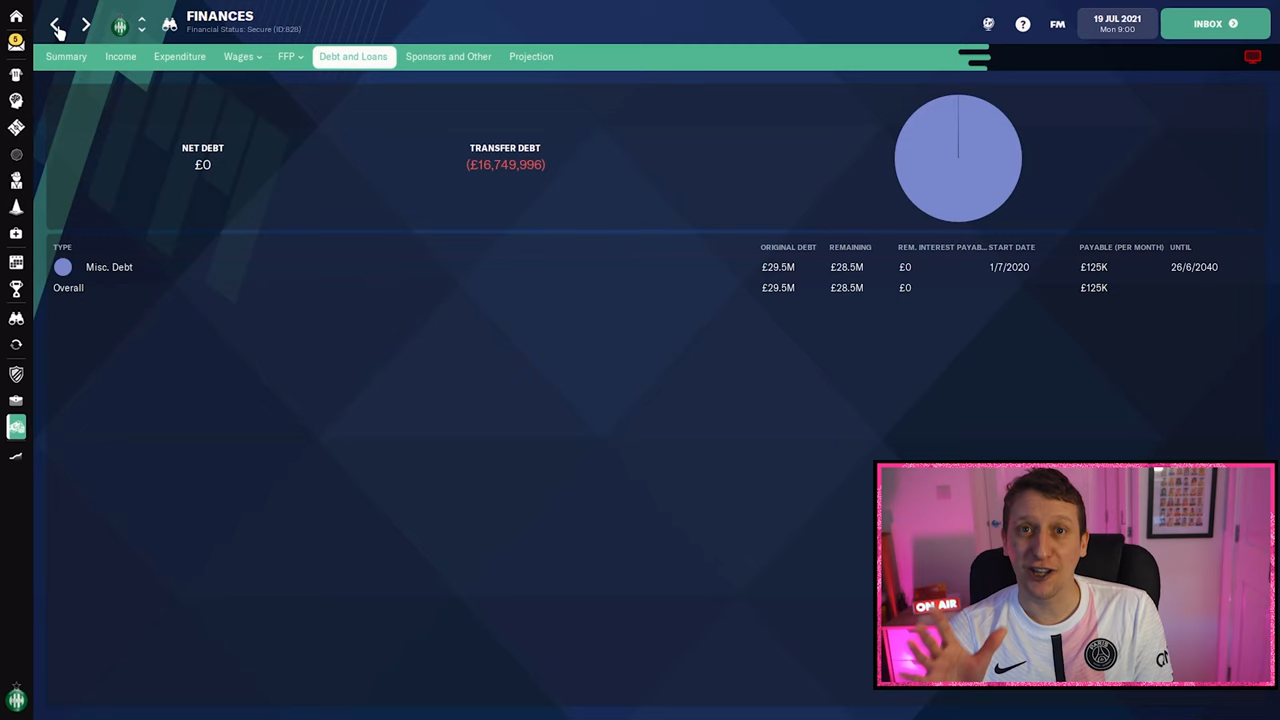 FINANCES
Financial Status: Secure (ID:828)
5
FM
19 JUL 2021
Mon 9:00
INBOX
Summary
Income
Expenditure
Wages
FFP
Debt and Loans
Sponsors and Other
Projection
NET DEBT
£0
TRANSFER DEBT
(£16,749,996)
TYPE ORIGINAL DEBT REMAINING REM. INTEREST PAYAB... START DATE PAYABLE (PER MONTH) UNTIL
Misc. Debt £29.5M £28.5M £0 1/7/2020 £125K 26/6/2040
Overall £29.5M £28.5M £0 £125K
ON AIR
PARIS